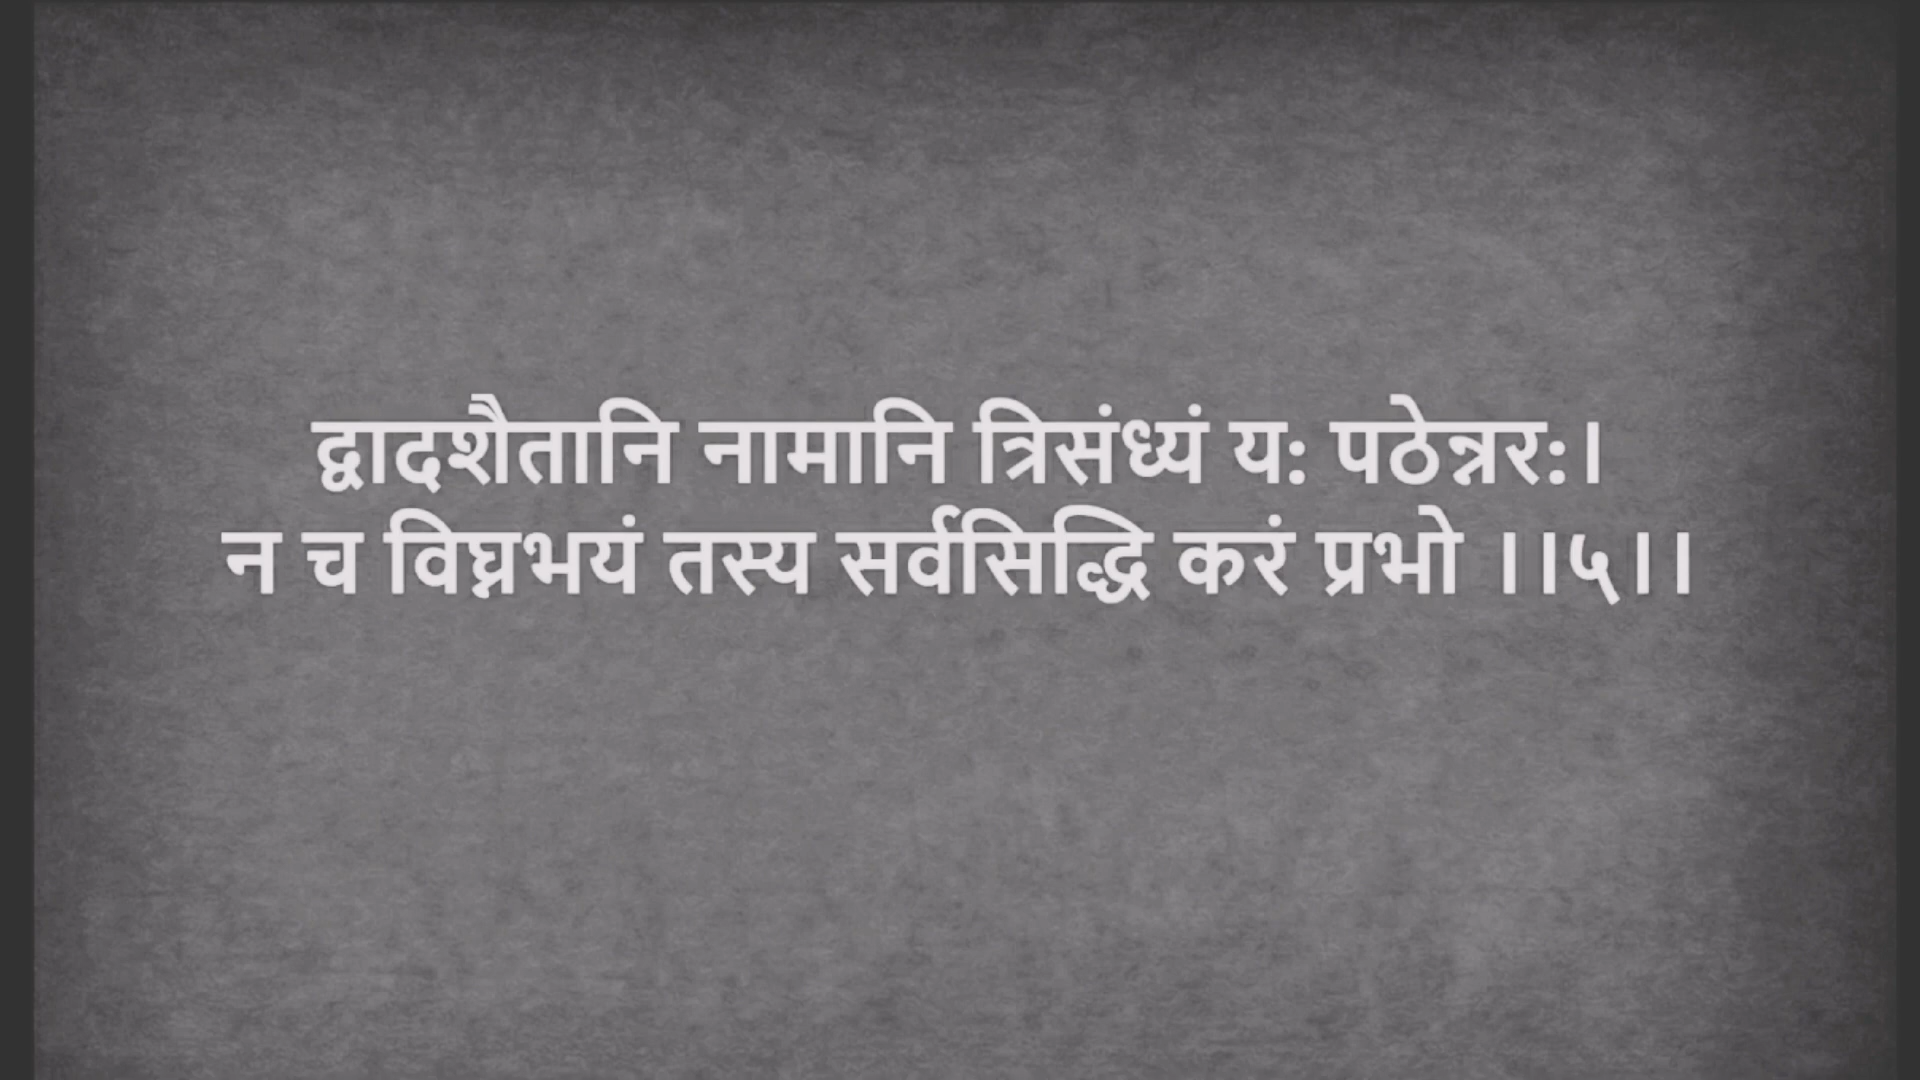 द्वादशैतानि नामानि त्रिसंध्यं य: पठेन्नर:।
न च विघ्नभयं तस्य सर्वसिद्धि करं प्रभो ।।५।।